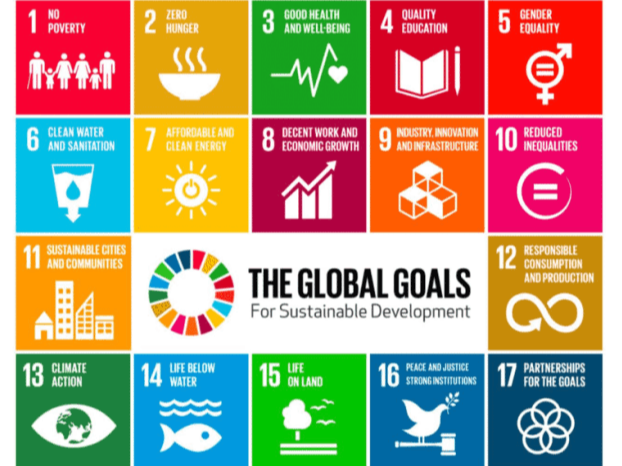 1 NO
POVERTY
2 ZERO
HUNGER
3 GOOD HEALTH
AND WELL-BEING
4 QUALITY
EDUCATION
5 GENDER
EQUALITY
6 CLEAN WATER
AND SANITATION
7 AFFORDABLE AND
CLEAN ENERGY
8 DECENT WORK AND
ECONOMIC GROWTH
9 INDUSTRY, INNOVATION
AND INFRASTRUCTURE
10 REDUCED
INEQUALITIES
11 SUSTAINABLE CITIES
AND COMMUNITIES
THE GLOBAL GOALS
For Sustainable Development
12 RESPONSIBLE
CONSUMPTION
AND PRODUCTION
13 CLIMATE
ACTION
14 LIFE BELOW
WATER
15 LIFE
ON LAND
16 PEACE AND JUSTICE
STRONG INSTITUTIONS
17 PARTNERSHIPS
FOR THE GOALS